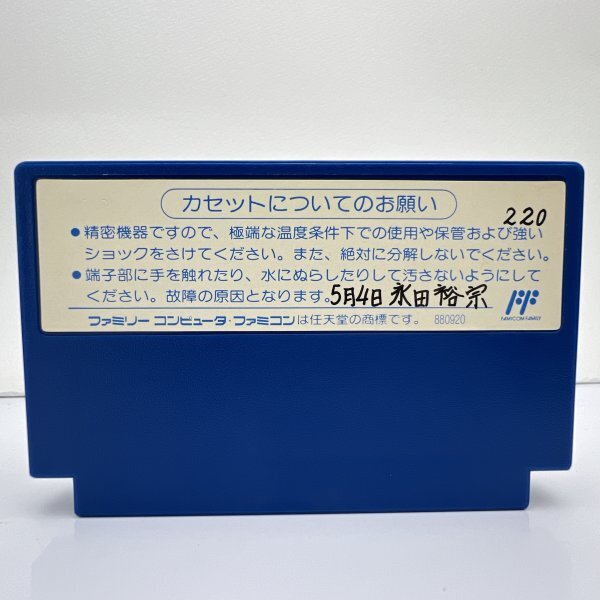 カセットについてのお願い
220
●精密機器ですので、極端な温度条件下での使用や保管および強い
ショックをさけてください。また、絶対に分解しないでください。
●端子部に手を触れたり、水にぬらしたりして汚さないようにして
ください。故障の原因となります。5月4日 永田裕宗
FAMICOM FAMILY
ファミリーコンピュータ・ファミコンは任天堂の商標です。 880920